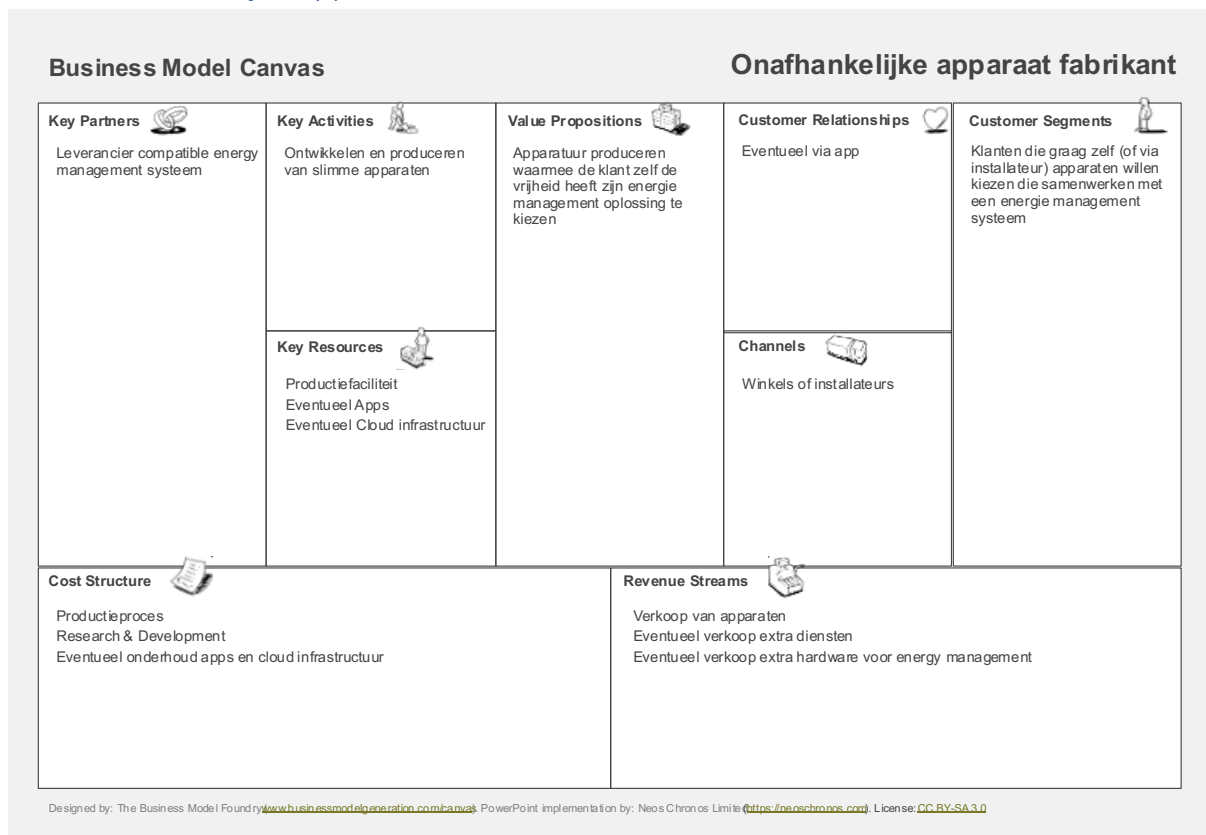 Business Model Canvas
Onafhankelijke apparaat fabrikant
Key Partners
Leverancier compatible energy
management systeem
Key Activities
Ontwikkelen en produceren
van slimme apparaten
Key Resources
Productiefaciliteit
Eventueel Apps
Eventueel Cloud infrastructuur
Value Propositions
Apparatuur produceren
waarmee de klant zelf de
vrijheid heeft zijn energie
management oplossing te
kiezen
Customer Relationships
Eventueel via app
Channels
Winkels of installateurs
Customer Segments
Klanten die graag zelf (of via
installateur) apparaten willen
kiezen die samenwerken met
een energie management
systeem
Cost Structure
Productieproces
Research & Development
Eventueel onderhoud apps en cloud infrastructuur
Revenue Streams
Verkoop van apparaten
Eventueel verkoop extra diensten
Eventueel verkoop extra hardware voor energy management
Designed by: The Business Model Foundry (www.businessmodelgeneration.com/canvas). PowerPoint implementation by: Neos Chronos Limited (https://neoschronos.com). License: CC BY-SA 3.0